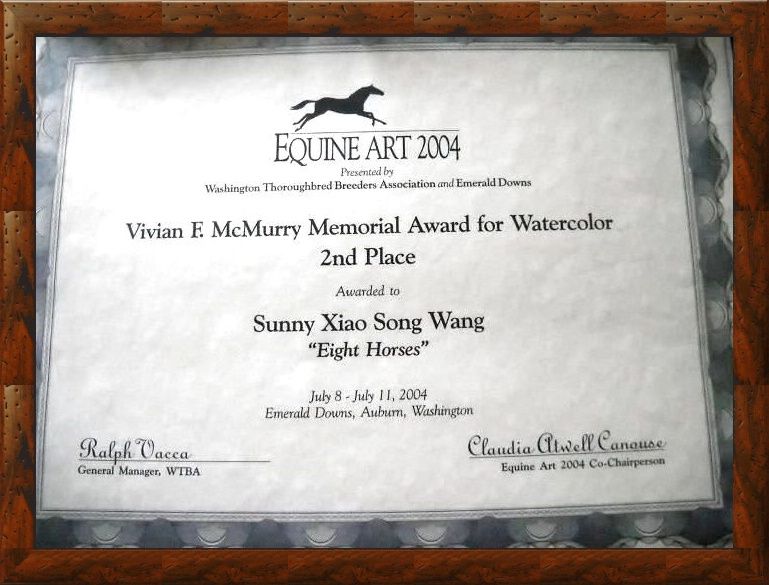 EQUINE ART 2004
Presented by
Washington Thoroughbred Breeders Association and Emerald Downs
Vivian F. McMurry Memorial Award for Watercolor
2nd Place
Awarded to
Sunny Xiao Song Wang
"Eight Horses"
July 8 - July 11, 2004
Emerald Downs, Auburn, Washington
Ralph Vacca
General Manager, WTBA
Claudia Atwell Canouse
Equine Art 2004 Co-Chairperson